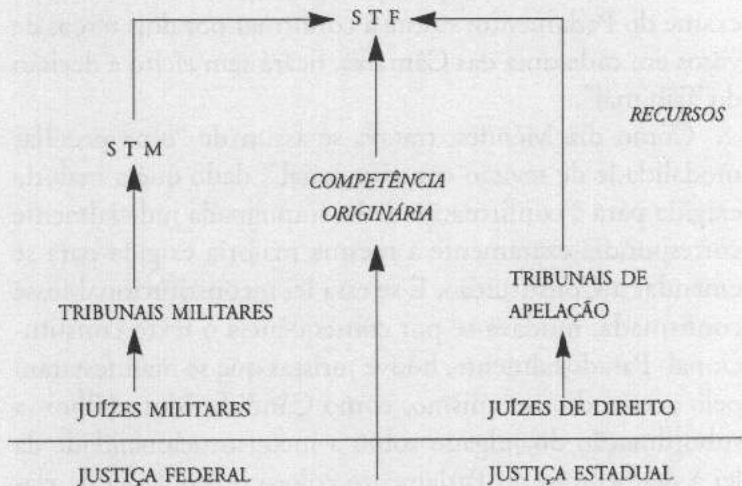 STF
RECURSOS
STM
COMPETÊNCIA
ORIGINÁRIA
TRIBUNAIS MILITARES
TRIBUNAIS DE
APELAÇÃO
JUÍZES MILITARES
JUÍZES DE DIREITO
JUSTIÇA FEDERAL
JUSTIÇA ESTADUAL